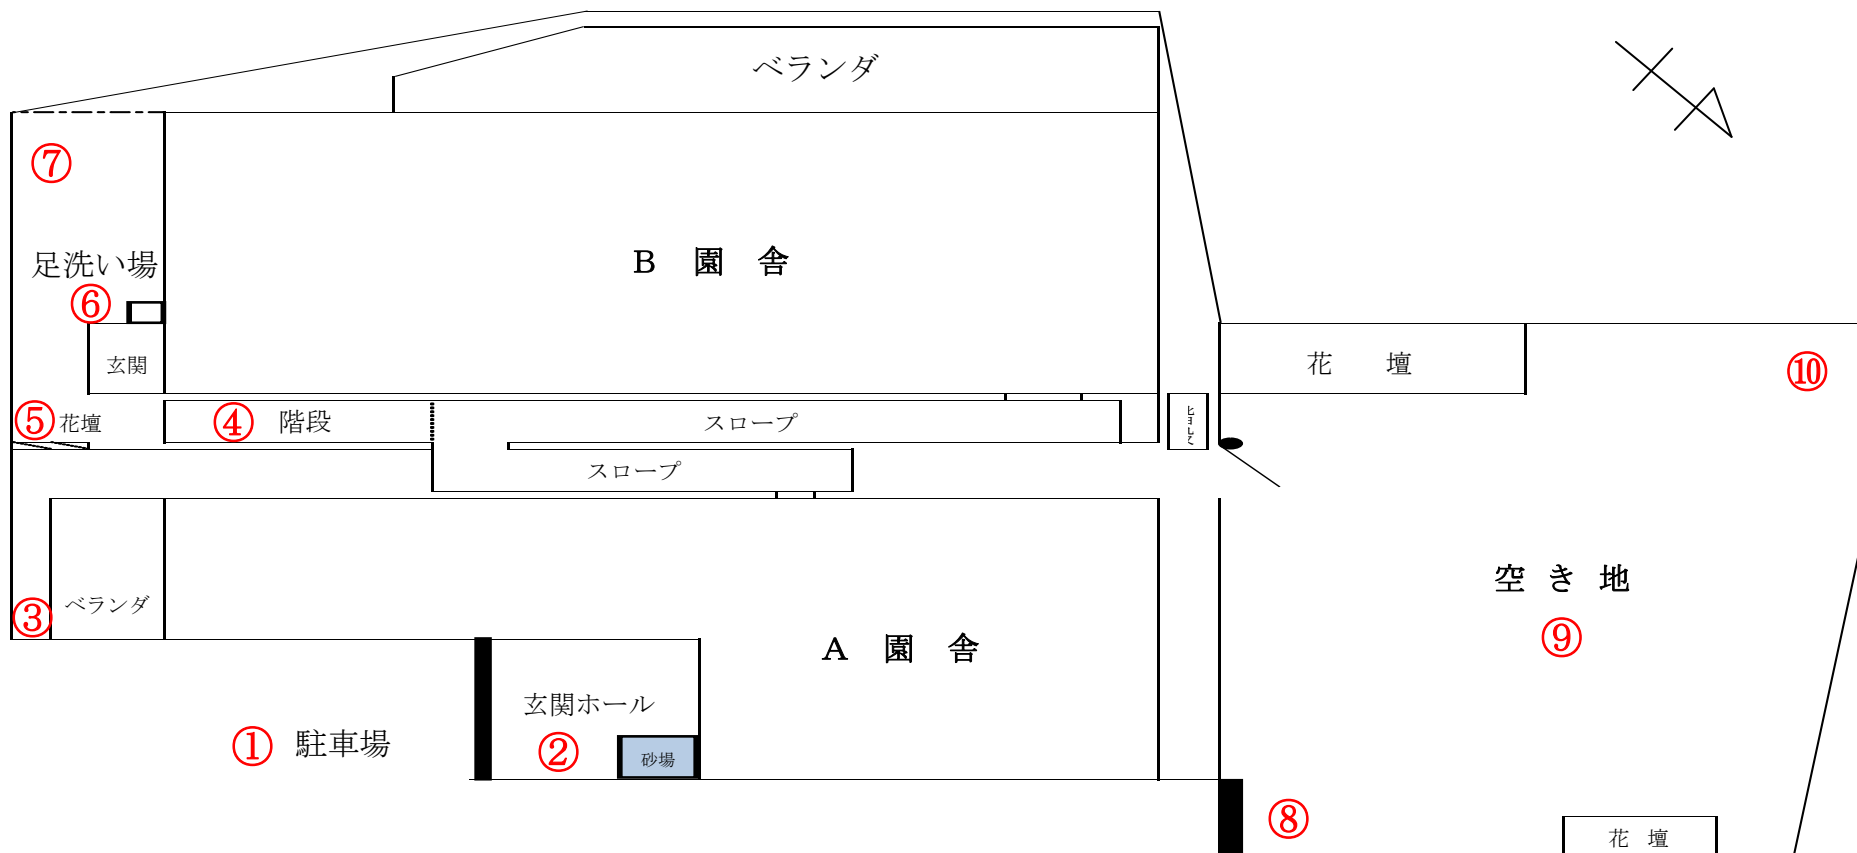 ベランダ
⑦
B 園 舎
足洗い場
⑥
玄関
花 壇
⑩
⑤ 花壇
④ 階段
スロープ
階段
スロープ
空き地
⑨
③ ベランダ
A 園 舎
玄関ホール
① 駐車場
②
砂場
⑧
花 壇